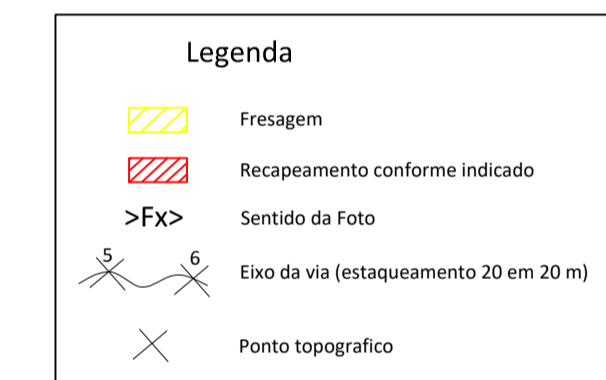 Legenda
Fresagem
Recapeamento conforme indicado
>Fx> Sentido da Foto
5 6 Eixo da via (estaqueamento 20 em 20 m)
Ponto topografico